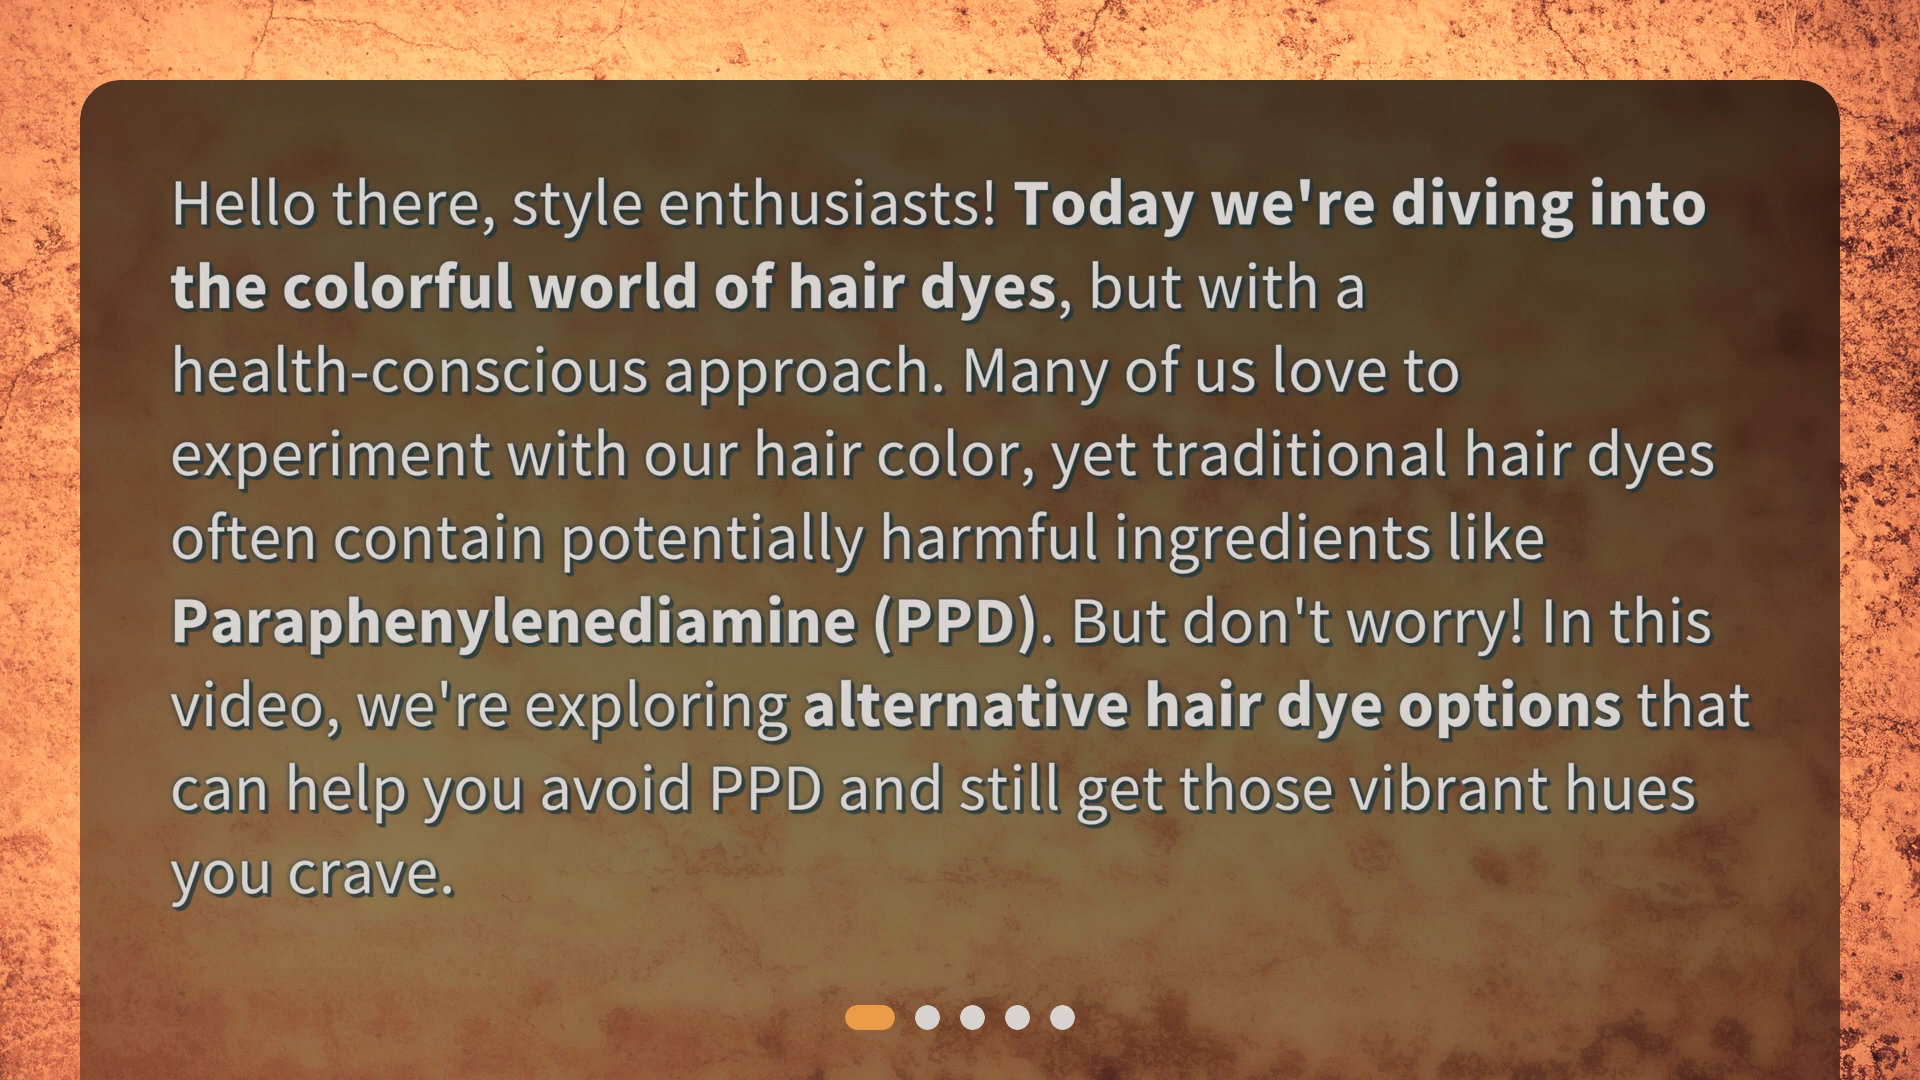 Hello there, style enthusiasts! Today we're diving into
the colorful world of hair dyes, but with a
health-conscious approach. Many of us love to
experiment with our hair color, yet traditional hair dyes
often contain potentially harmful ingredients like
Paraphenylenediamine (PPD). But don't worry! In this
video, we're exploring alternative hair dye options that
can help you avoid PPD and still get those vibrant hues
you crave.